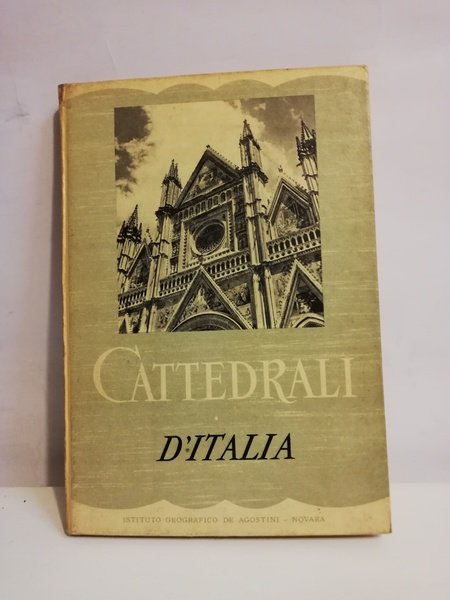 CATTEDRALI
D'ITALIA
ISTITUTO GEOGRAFICO DE AGOSTINI - NOVARA